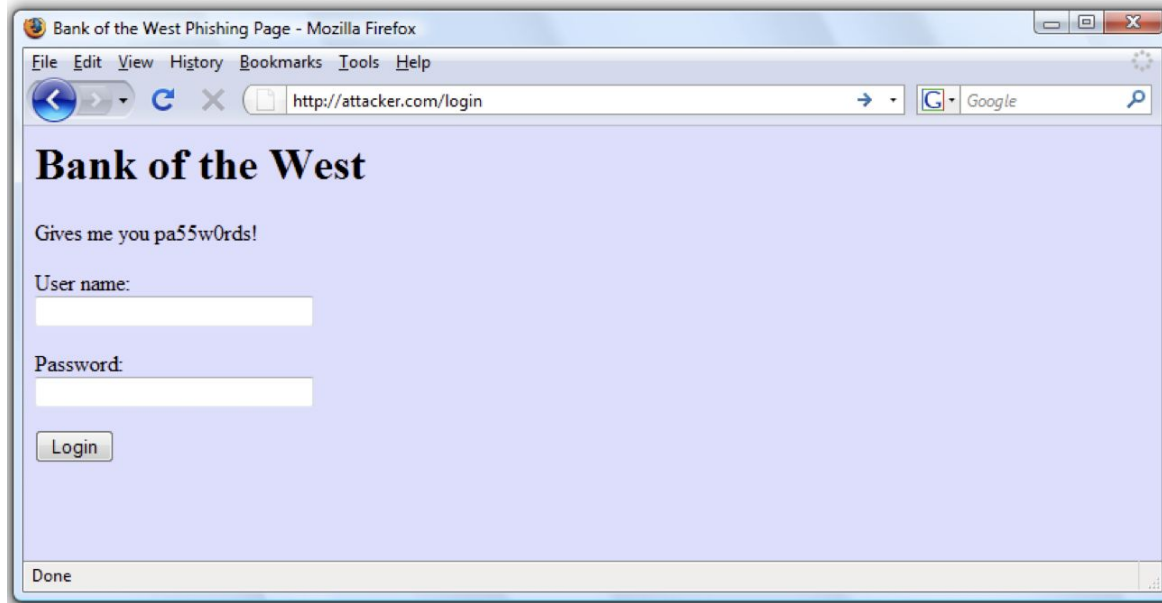 Bank of the West Phishing Page - Mozilla Firefox
File Edit View History Bookmarks Tools Help
http://attacker.com/login
G Google
Bank of the West
Gives me you pa55w0rds!
User name:
Password:
Login
Done